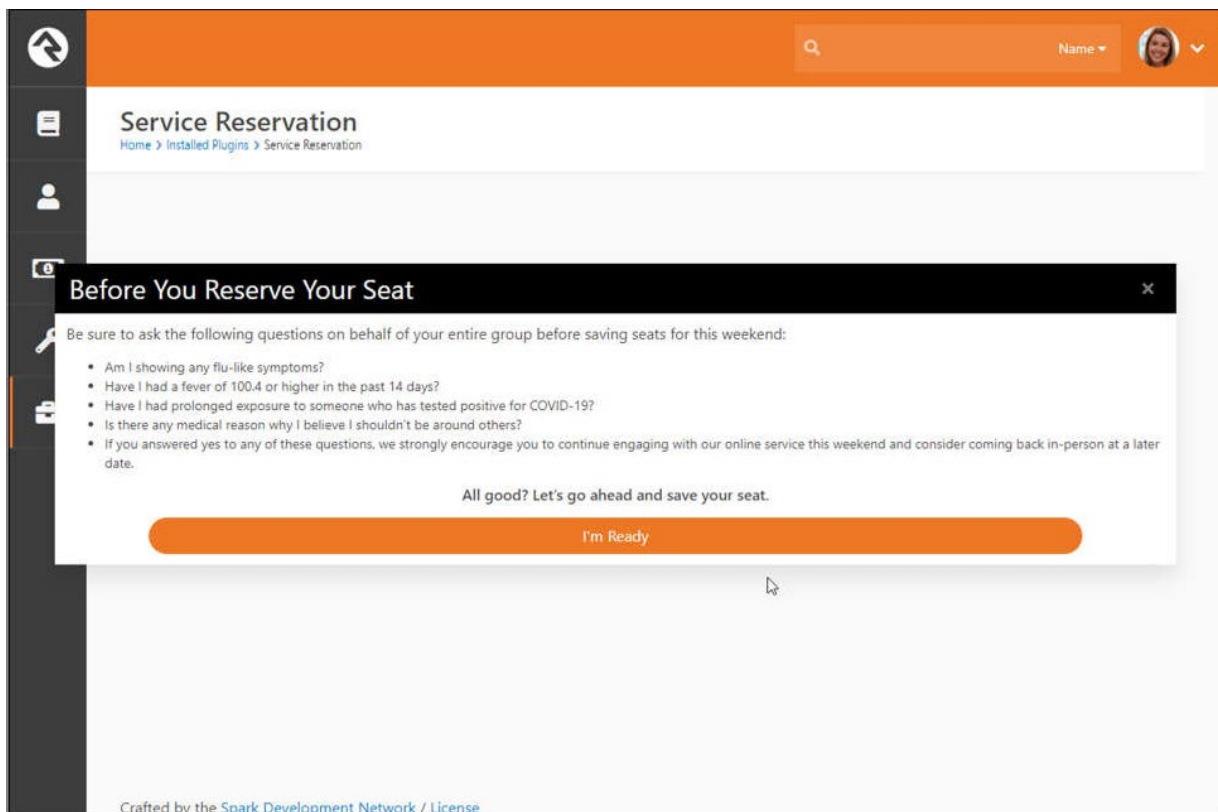 Name
Service Reservation
Home > Installed Plugins > Service Reservation
Before You Reserve Your Seat
Be sure to ask the following questions on behalf of your entire group before saving seats for this weekend:
• Am I showing any flu-like symptoms?
• Have I had a fever of 100.4 or higher in the past 14 days?
• Have I had prolonged exposure to someone who has tested positive for COVID-19?
• Is there any medical reason why I believe I shouldn't be around others?
• If you answered yes to any of these questions, we strongly encourage you to continue engaging with our online service this weekend and consider coming back in-person at a later
date.
All good? Let's go ahead and save your seat.
I'm Ready
Crafted by the Spark Development Network / License